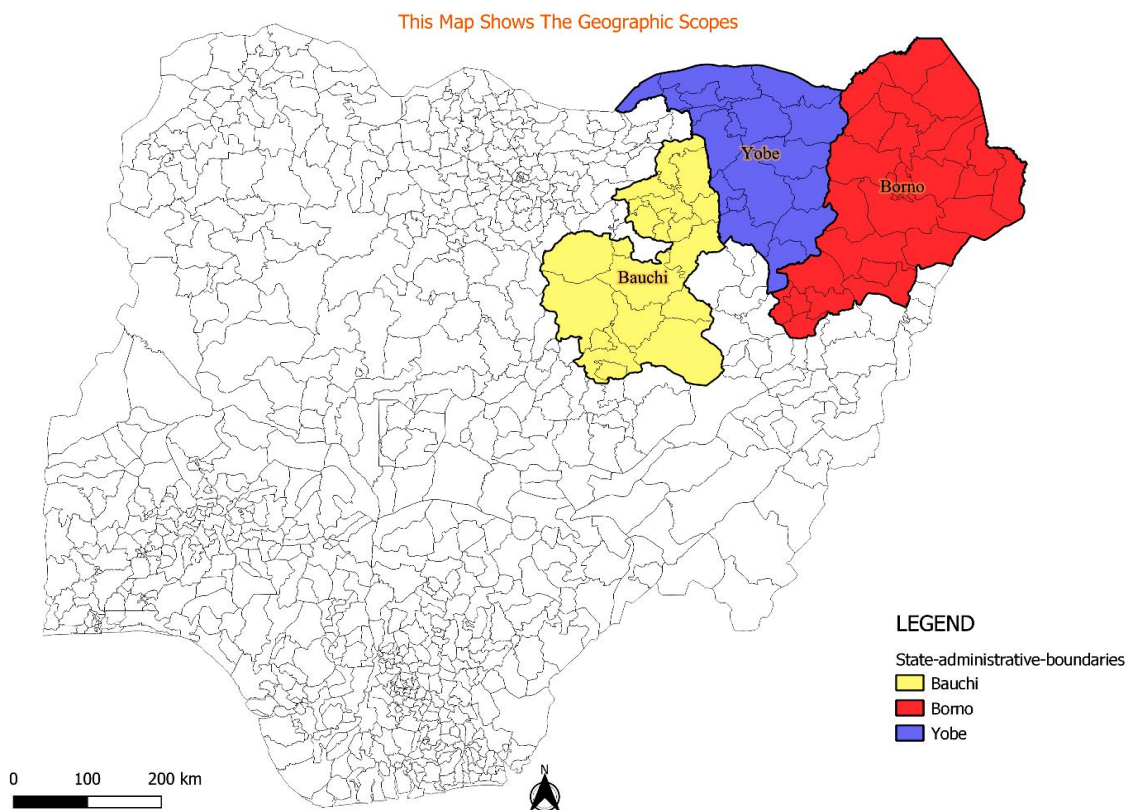 This Map Shows The Geographic Scopes
Yobe
Borno
Bauchi
LEGEND
State-administrative-boundaries
Bauchi
Borno
Yobe
0 100 200 km
N